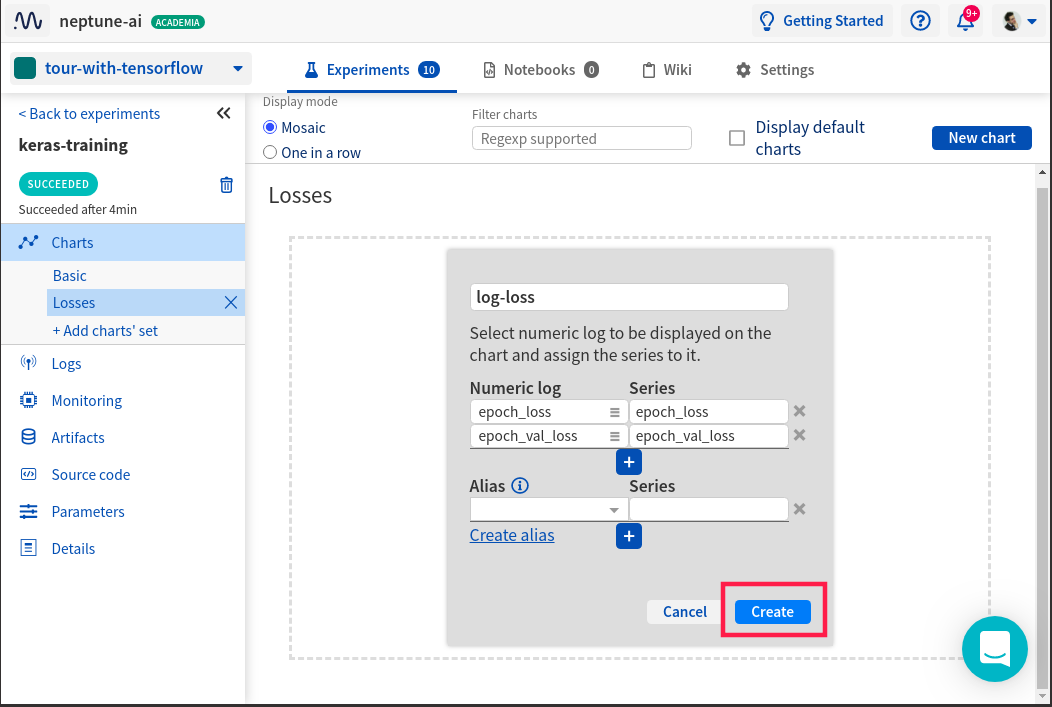 neptune-ai ACADEMIA
Getting Started
9+
tour-with-tensorflow
Experiments 10
Notebooks 0
Wiki
Settings
< Back to experiments
keras-training
SUCCEEDED
Succeeded after 4min
Charts
Basic
Losses
+ Add charts' set
Logs
Monitoring
Artifacts
Source code
Parameters
Details
Display mode
Mosaic
One in a row
Filter charts
Regexp supported
Display default
charts
New chart
Losses
log-loss
Select numeric log to be displayed on the
chart and assign the series to it.
Numeric log Series
epoch_loss epoch_loss
epoch_val_loss epoch_val_loss
+
Alias Series
Create alias
+
Cancel
Create